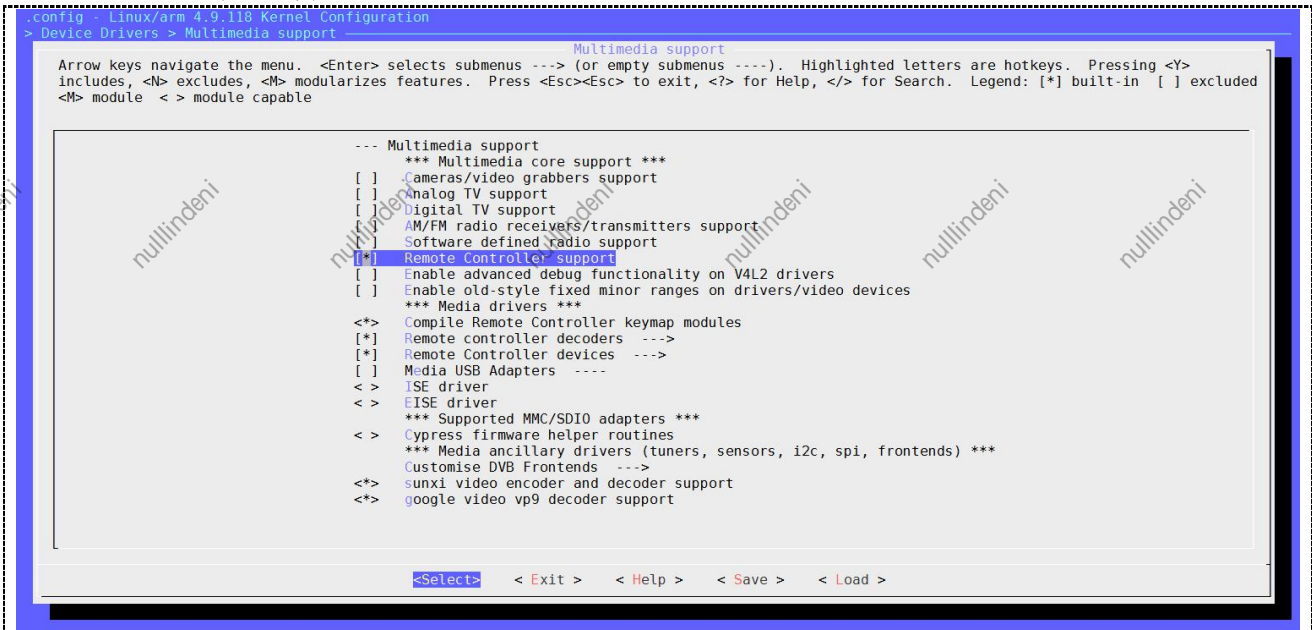 .config - Linux/arm 4.9.118 Kernel Configuration
> Device Drivers > Multimedia support
Multimedia support
Arrow keys navigate the menu.  <Enter> selects submenus ---> (or empty submenus ----).  Highlighted letters are hotkeys.  Pressing <Y>
includes, <N> excludes, <M> modularizes features.  Press <Esc><Esc> to exit, <?> for Help, </> for Search.  Legend: [*] built-in  [ ] excluded
<M> module  < > module capable
--- Multimedia support
*** Multimedia core support ***
[ ]   Cameras/video grabbers support
[ ]   Analog TV support
[ ]   Digital TV support
[ ]   AM/FM radio receivers/transmitters support
[ ]   Software defined radio support
[*]   Remote Controller support
[ ]   Enable advanced debug functionality on V4L2 drivers
[ ]   Enable old-style fixed minor ranges on drivers/video devices
*** Media drivers ***
<*>   Compile Remote Controller keymap modules
[*]   Remote controller decoders  --->
[*]   Remote Controller devices  --->
[ ]   Media USB Adapters  ----
< >   ISE driver
< >   EISE driver
*** Supported MMC/SDIO adapters ***
< >   Cypress firmware helper routines
*** Media ancillary drivers (tuners, sensors, i2c, spi, frontends) ***
Customise DVB Frontends  --->
<*>   sunxi video encoder and decoder support
<*>   google video vp9 decoder support
<Select>    < Exit >    < Help >    < Save >    < Load >
nulllindeni
nulllindeni
nulllindeni
nulllindeni
nulllindeni
nulllindeni